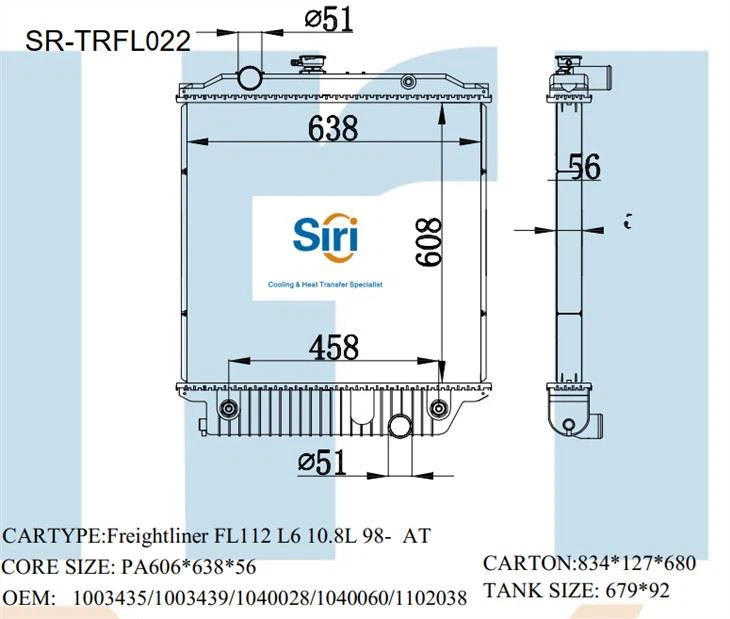 ⌀51
SR-TRFL022
638
56
608
Siri
Cooling & Heat Transfer Specialist
458
⌀51
CARTYPE:Freightliner FL112 L6 10.8L 98- AT
CORE SIZE: PA606*638*56
CARTON:834*127*680
OEM: 1003435/1003439/1040028/1040060/1102038
TANK SIZE: 679*92